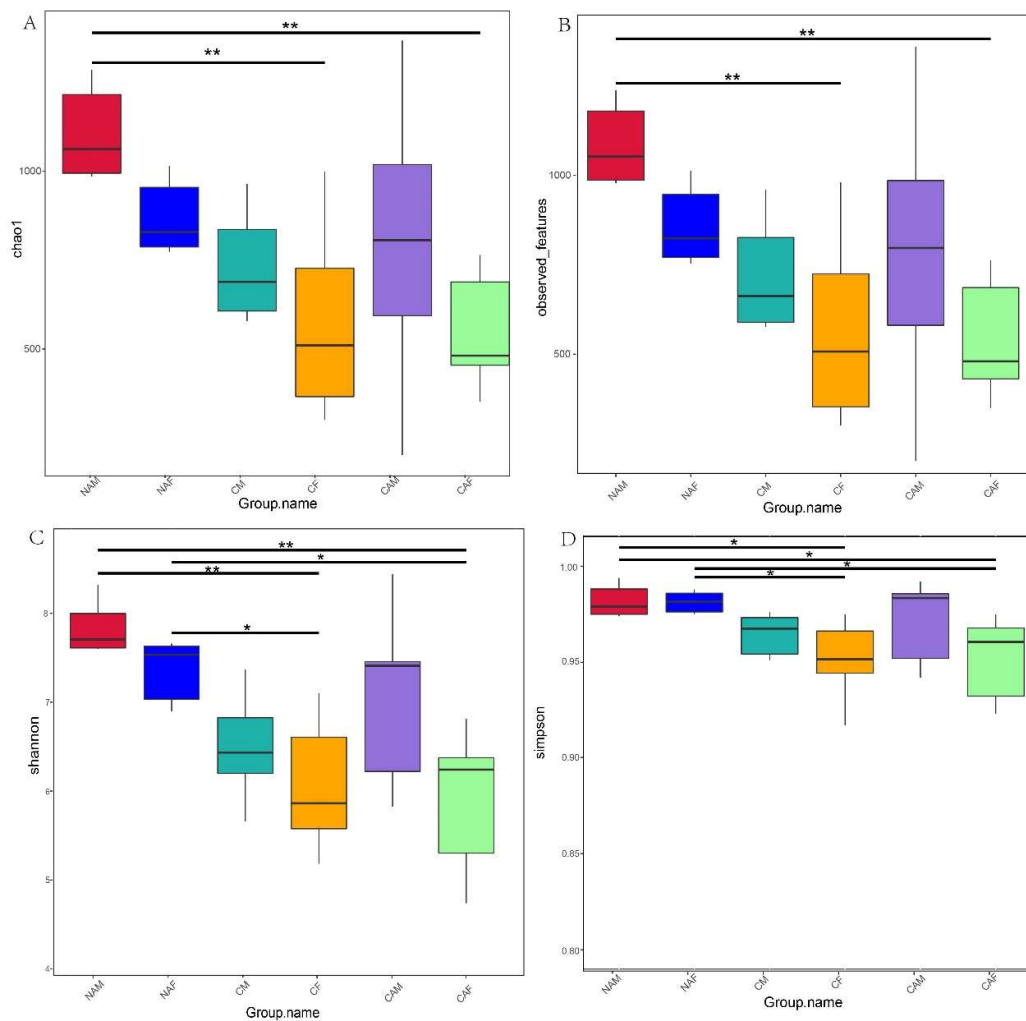 A
**
**
chao1
1000
500
NAM NAF CM CF CAM CAF
Group.name
B
**
**
observed_features
1000
500
NAM NAF CM CF CAM CAF
Group.name
C
**
*
**
*
shannon
8
7
6
5
4
NAM NAF CM CF CAM CAF
Group.name
D
*
*
*
*
simpson
1.00
0.95
0.90
0.85
0.80
NAM NAF CM CF CAM CAF
Group.name